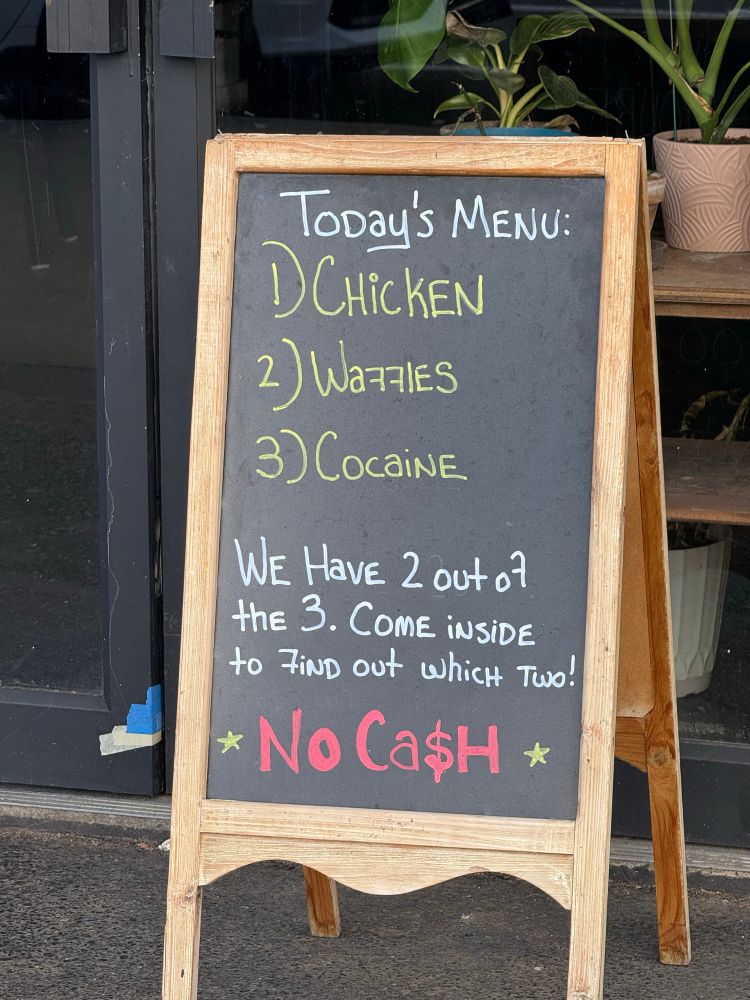 Today's Menu:
1) Chicken
2) Waffles
3) Cocaine
We Have 2 out of
the 3. Come inside
to find out which Two!
No Ca$h